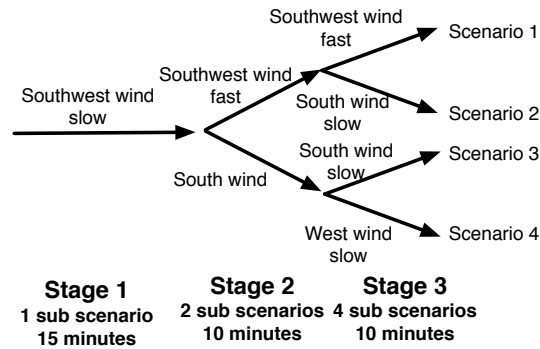 Southwest wind
fast
Scenario 1
Southwest wind
fast
Southwest wind
slow
South wind
slow
Scenario 2
South wind
slow
Scenario 3
South wind
West wind
slow
Scenario 4
Stage 1
1 sub scenario
15 minutes
Stage 2
2 sub scenarios
10 minutes
Stage 3
4 sub scenarios
10 minutes